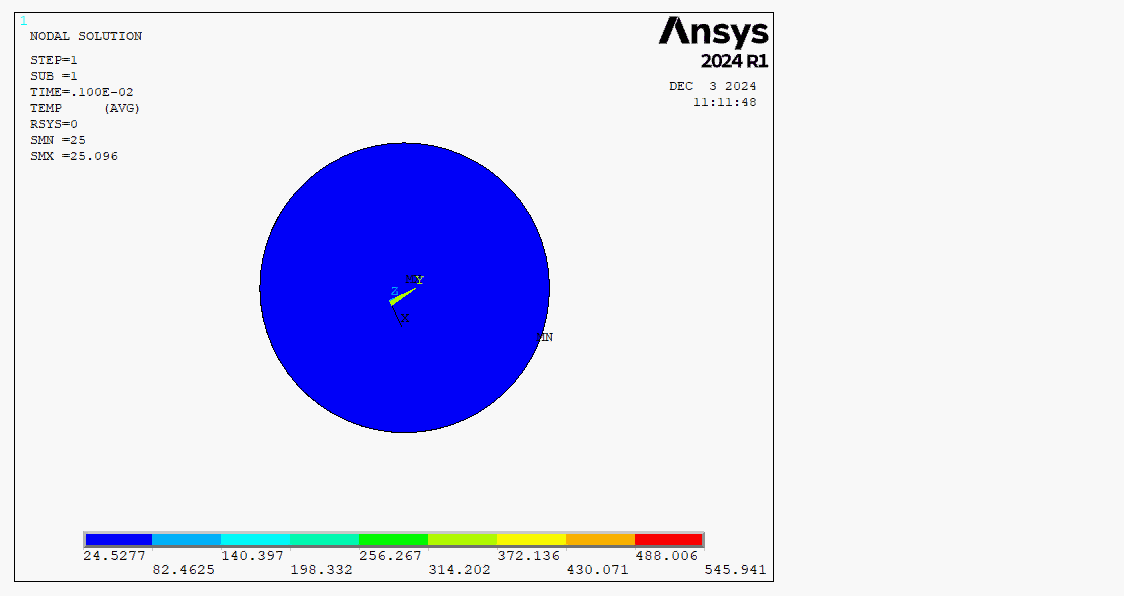 1
NODAL SOLUTION
STEP=1
SUB =1
TIME=.100E-02
TEMP (AVG)
RSYS=0
SMN =25
SMX =25.096
Ansys
2024 R1
DEC 3 2024
11:11:48
Y
Z
X
MN
24.5277 140.397 256.267 372.136 488.006
82.4625 198.332 314.202 430.071 545.941